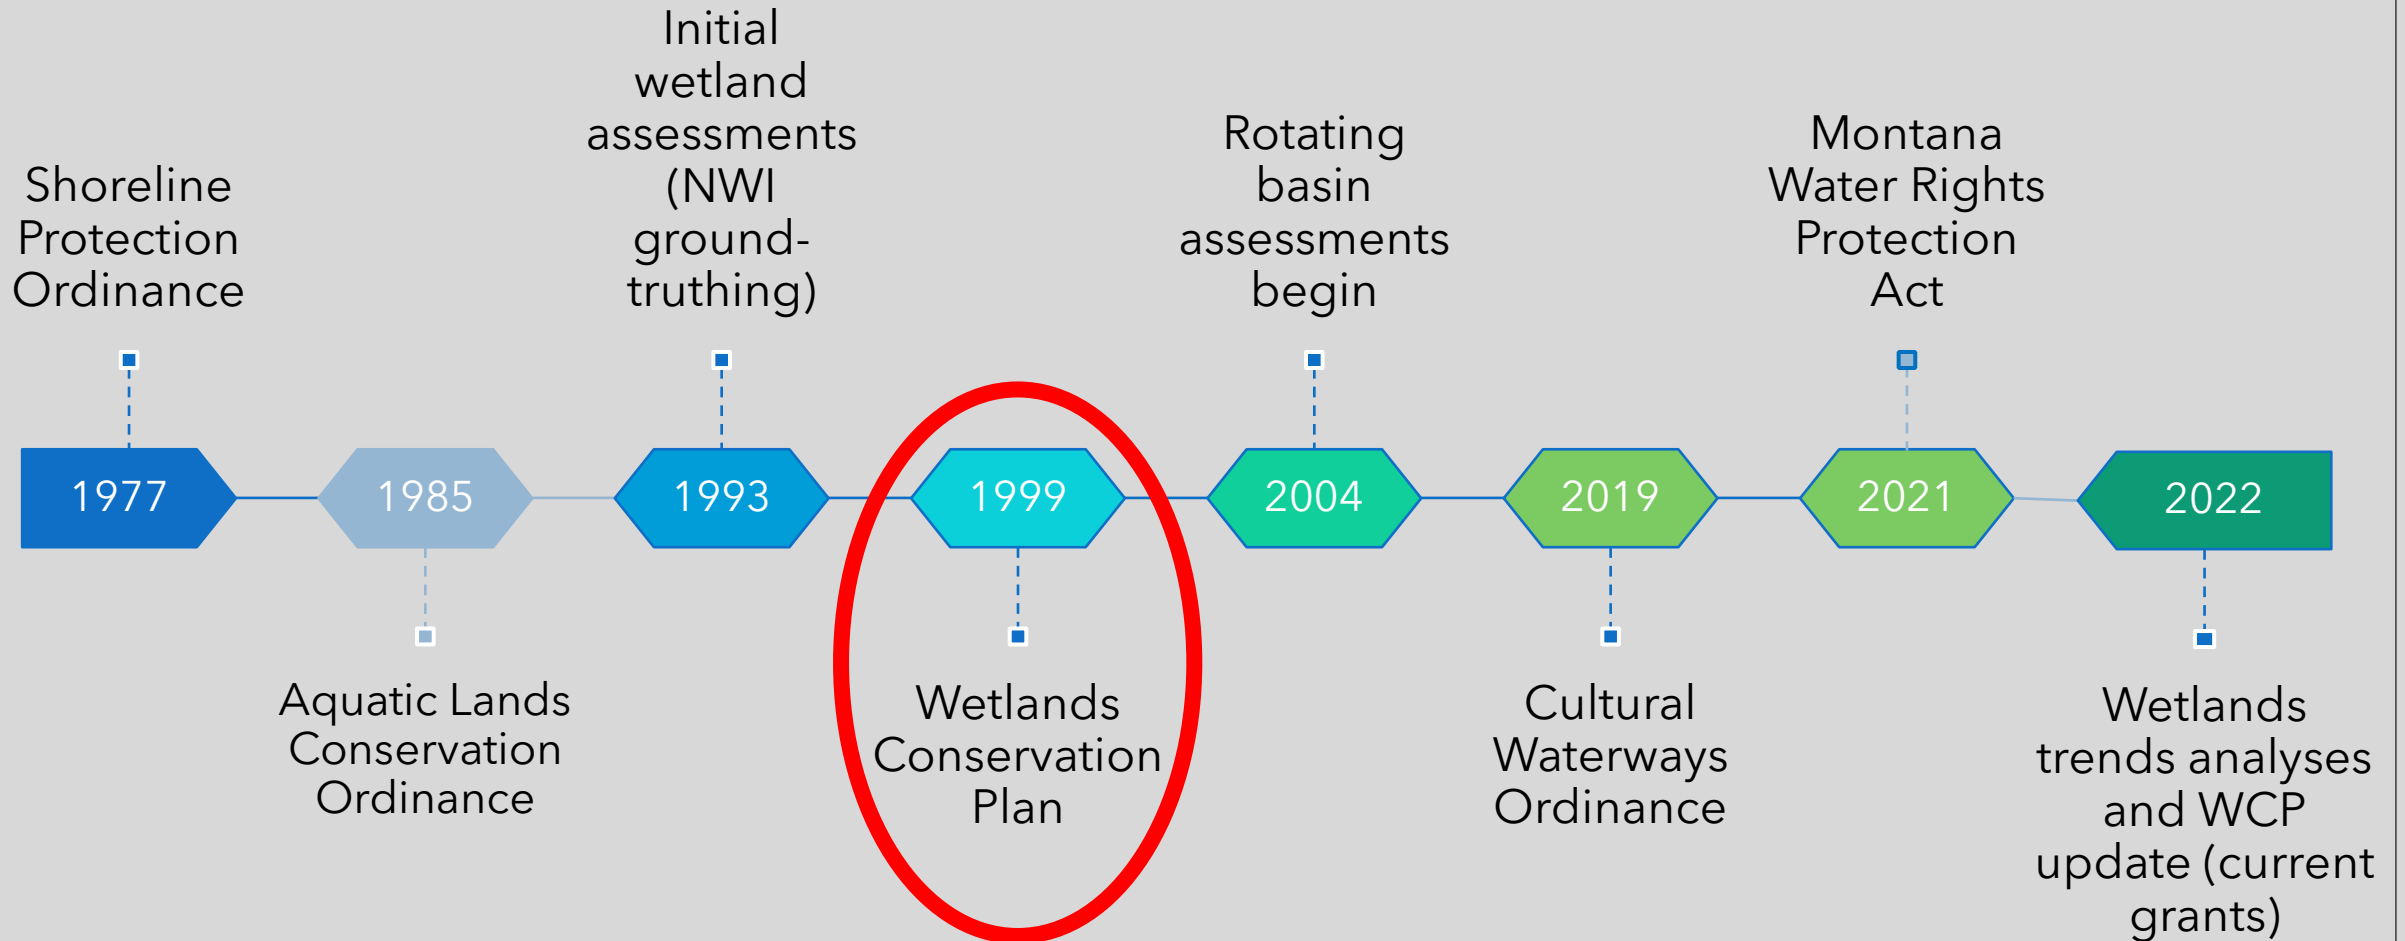 Shoreline
Protection
Ordinance
Initial
wetland
assessments
(NWI
ground-
truthing)
Rotating
basin
assessments
begin
Montana
Water Rights
Protection
Act
1977
1985
1993
1999
2004
2019
2021
2022
Aquatic Lands
Conservation
Ordinance
Wetlands
Conservation
Plan
Cultural
Waterways
Ordinance
Wetlands
trends analyses
and WCP
update (current
grants)